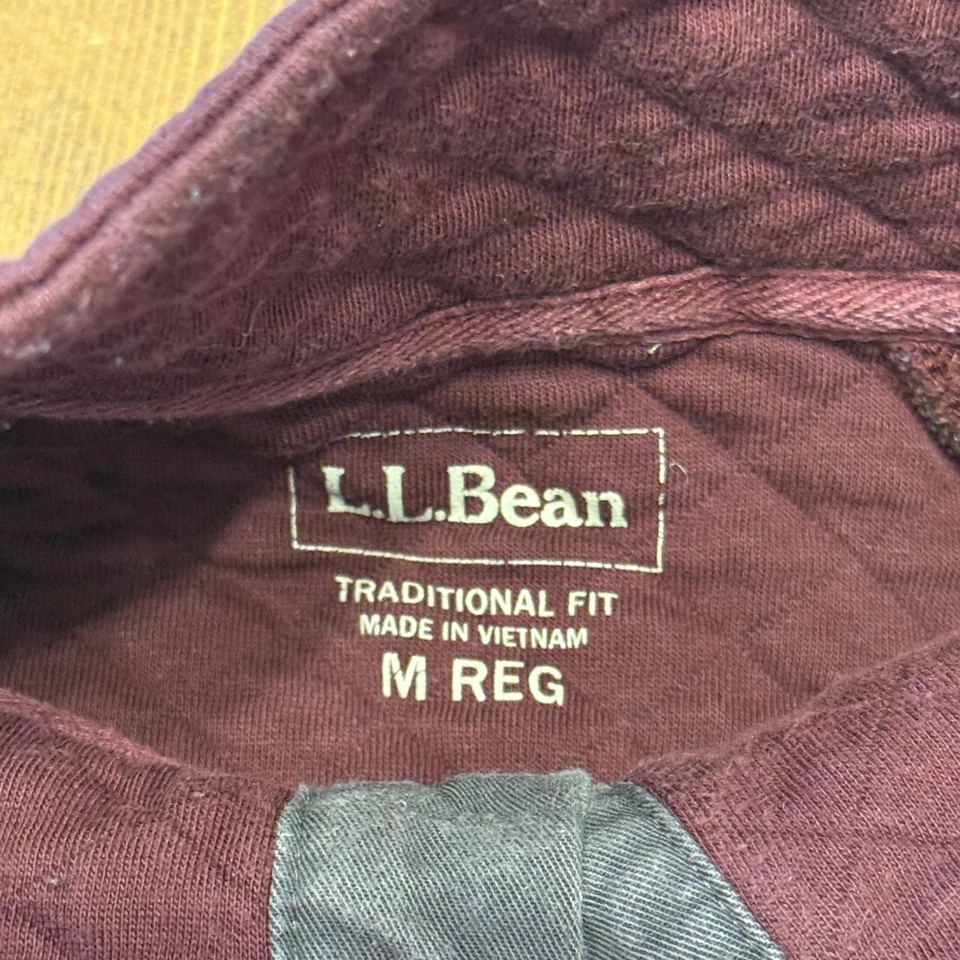 L.L.Bean
TRADITIONAL FIT
MADE IN VIETNAM
M REG